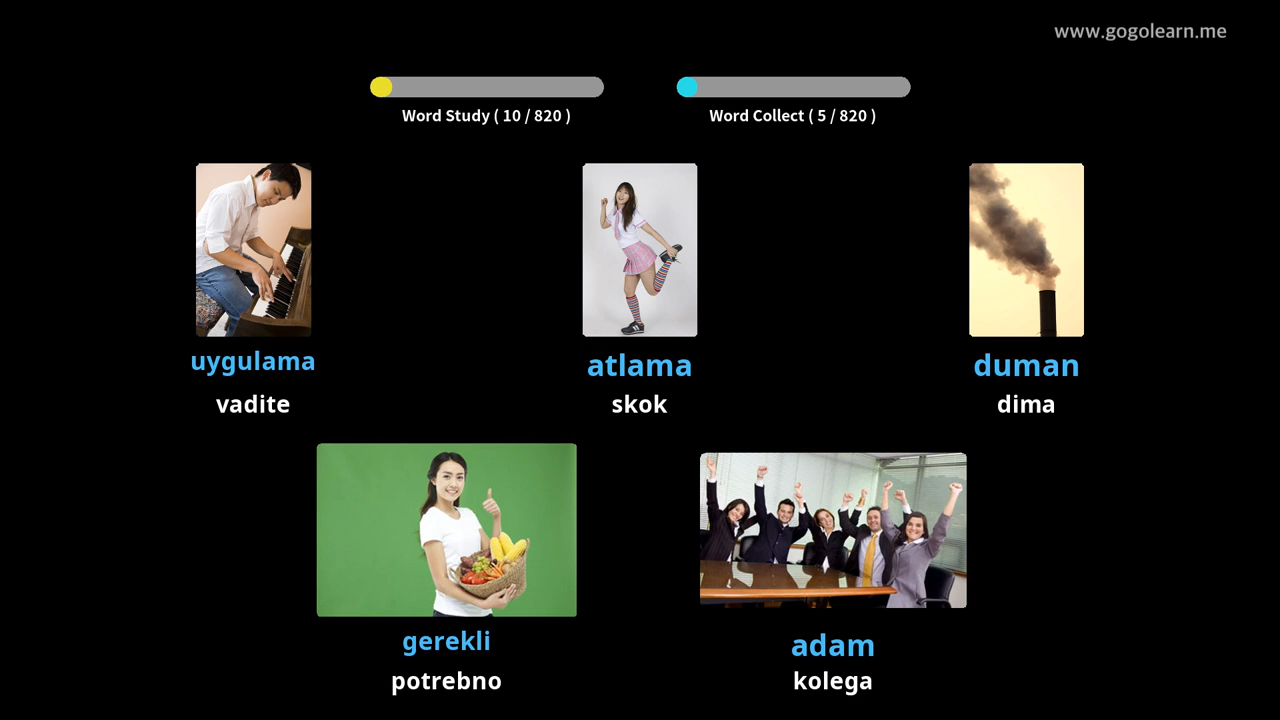 www.gogolearn.me
Word Study ( 10 / 820 )
Word Collect ( 5 / 820 )
uygulama
vadite
atlama
skok
duman
dima
gerekli
potrebno
adam
kolega